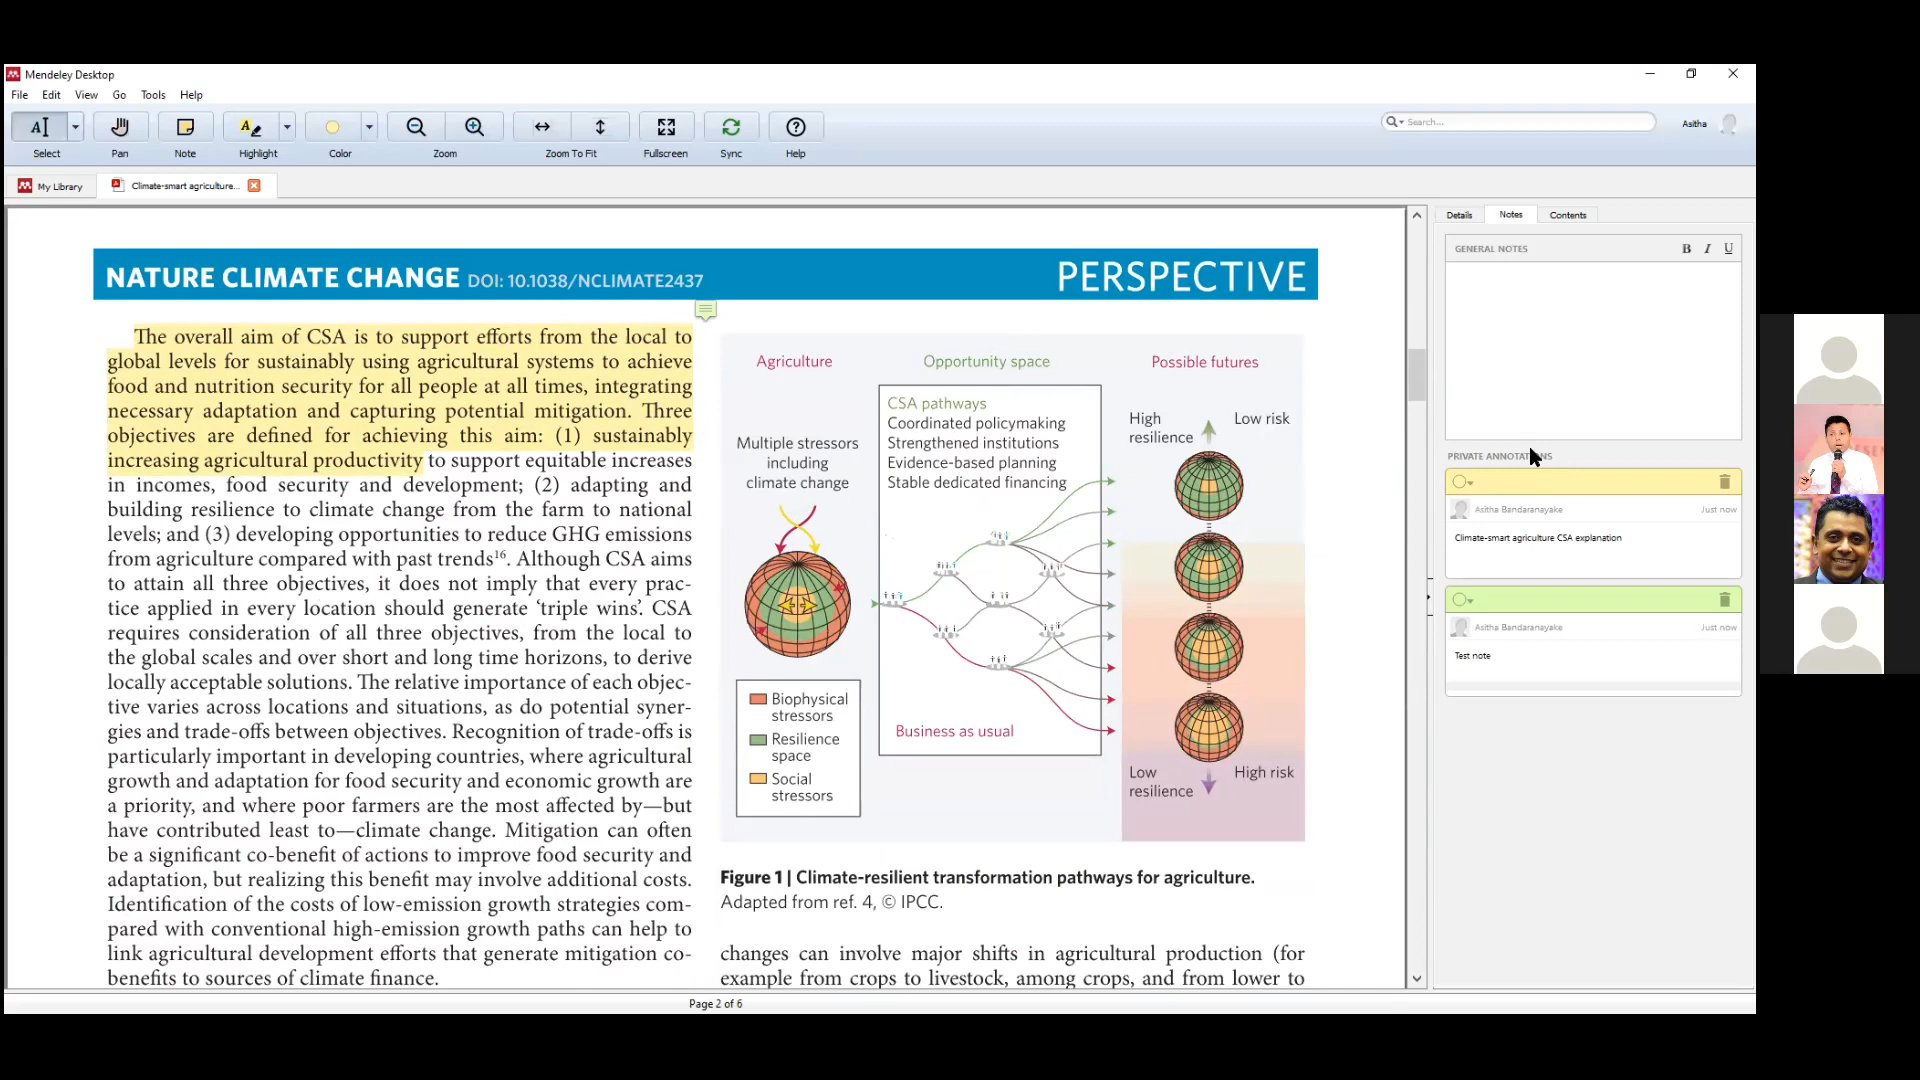 Mendeley Desktop
File Edit View Go Tools Help
Select Pan Note Highlight Color Zoom Zoom To Fit Fullscreen Sync Help
Search...
Asitha
My Library
Climate-smart agriculture...
NATURE CLIMATE CHANGE DOI: 10.1038/NCLIMATE2437
PERSPECTIVE
The overall aim of CSA is to support efforts from the local to
global levels for sustainably using agricultural systems to achieve
food and nutrition security for all people at all times, integrating
necessary adaptation and capturing potential mitigation. Three
objectives are defined for achieving this aim: (1) sustainably
increasing agricultural productivity to support equitable increases
in incomes, food security and development; (2) adapting and
building resilience to climate change from the farm to national
levels; and (3) developing opportunities to reduce GHG emissions
from agriculture compared with past trends¹⁶. Although CSA aims
to attain all three objectives, it does not imply that every prac-
tice applied in every location should generate ‘triple wins’. CSA
requires consideration of all three objectives, from the local to
the global scales and over short and long time horizons, to derive
locally acceptable solutions. The relative importance of each objec-
tive varies across locations and situations, as do potential syner-
gies and trade-offs between objectives. Recognition of trade-offs is
particularly important in developing countries, where agricultural
growth and adaptation for food security and economic growth are
a priority, and where poor farmers are the most affected by—but
have contributed least to—climate change. Mitigation can often
be a significant co-benefit of actions to improve food security and
adaptation, but realizing this benefit may involve additional costs.
Identification of the costs of low-emission growth strategies com-
pared with conventional high-emission growth paths can help to
link agricultural development efforts that generate mitigation co-
benefits to sources of climate finance.
Agriculture
Opportunity space
Possible futures
Multiple stressors
including
climate change
CSA pathways
Coordinated policymaking
Strengthened institutions
Evidence-based planning
Stable dedicated financing
Business as usual
High
resilience
Low risk
Low
resilience
High risk
Biophysical
stressors
Resilience
space
Social
stressors
Figure 1 | Climate-resilient transformation pathways for agriculture.
Adapted from ref. 4, © IPCC.
changes can involve major shifts in agricultural production (for
example from crops to livestock, among crops, and from lower to
Page 2 of 6
Details Notes Contents
GENERAL NOTES
B I U
PRIVATE ANNOTATIONS
Asitha Bandaranayake Just now
Climate-smart agriculture CSA explanation
Asitha Bandaranayake Just now
Test note